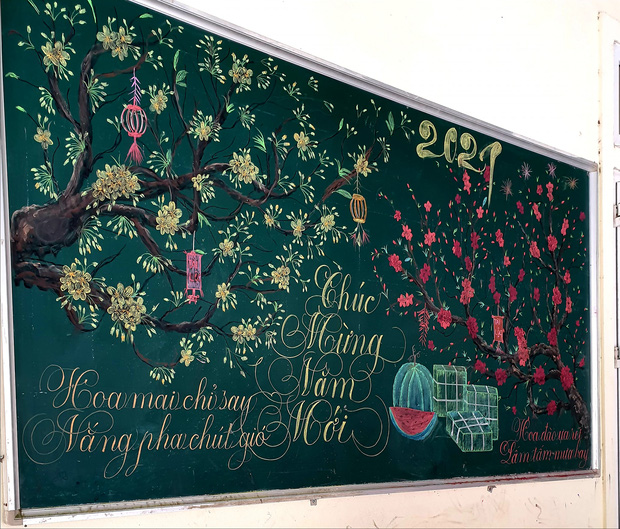 2021
Chúc
Mừng
Năm
Mới
Hoa mai chỉ say
Nắng pha chút gió
Hoa đào ưa rét
Lấm tấm mưa bay